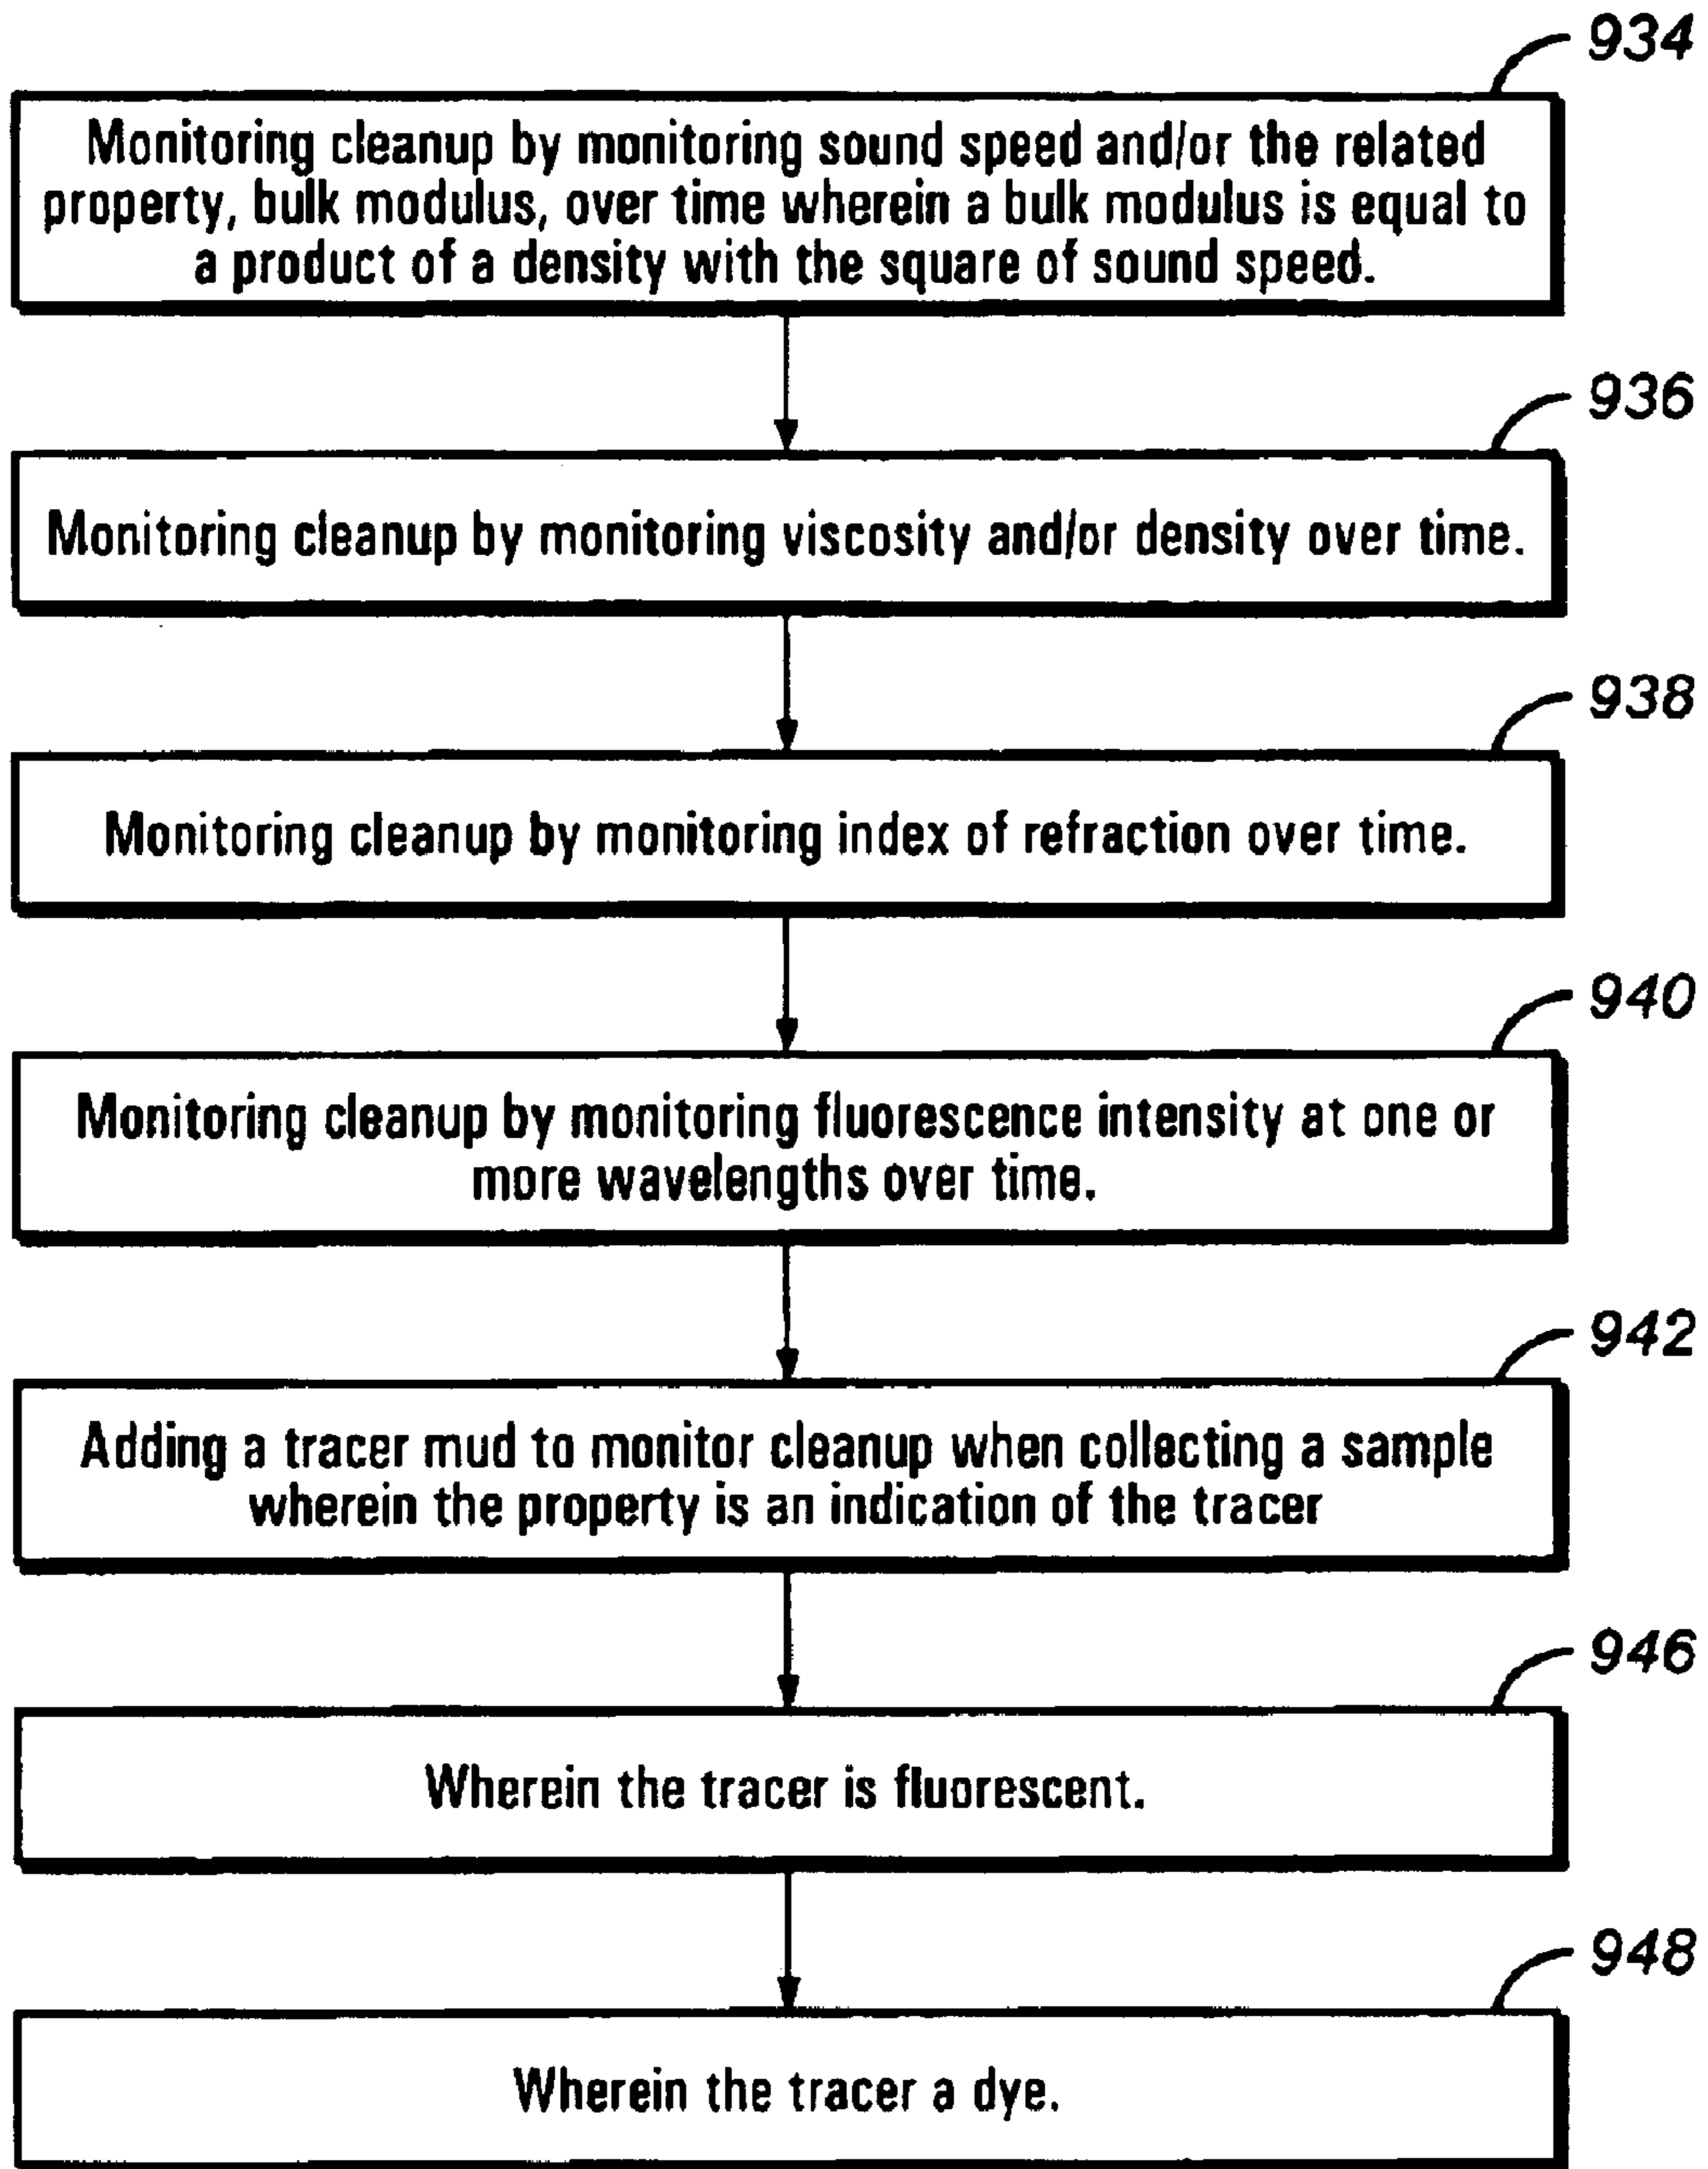 934
Monitoring cleanup by monitoring sound speed and/or the related
property, bulk modulus, over time wherein a bulk modulus is equal to
a product of a density with the square of sound speed.
936
Monitoring cleanup by monitoring viscosity and/or density over time.
938
Monitoring cleanup by monitoring index of refraction over time.
940
Monitoring cleanup by monitoring fluorescence intensity at one or
more wavelengths over time.
942
Adding a tracer mud to monitor cleanup when collecting a sample
wherein the property is an indication of the tracer
946
Wherein the tracer is fluorescent.
948
Wherein the tracer a dye.